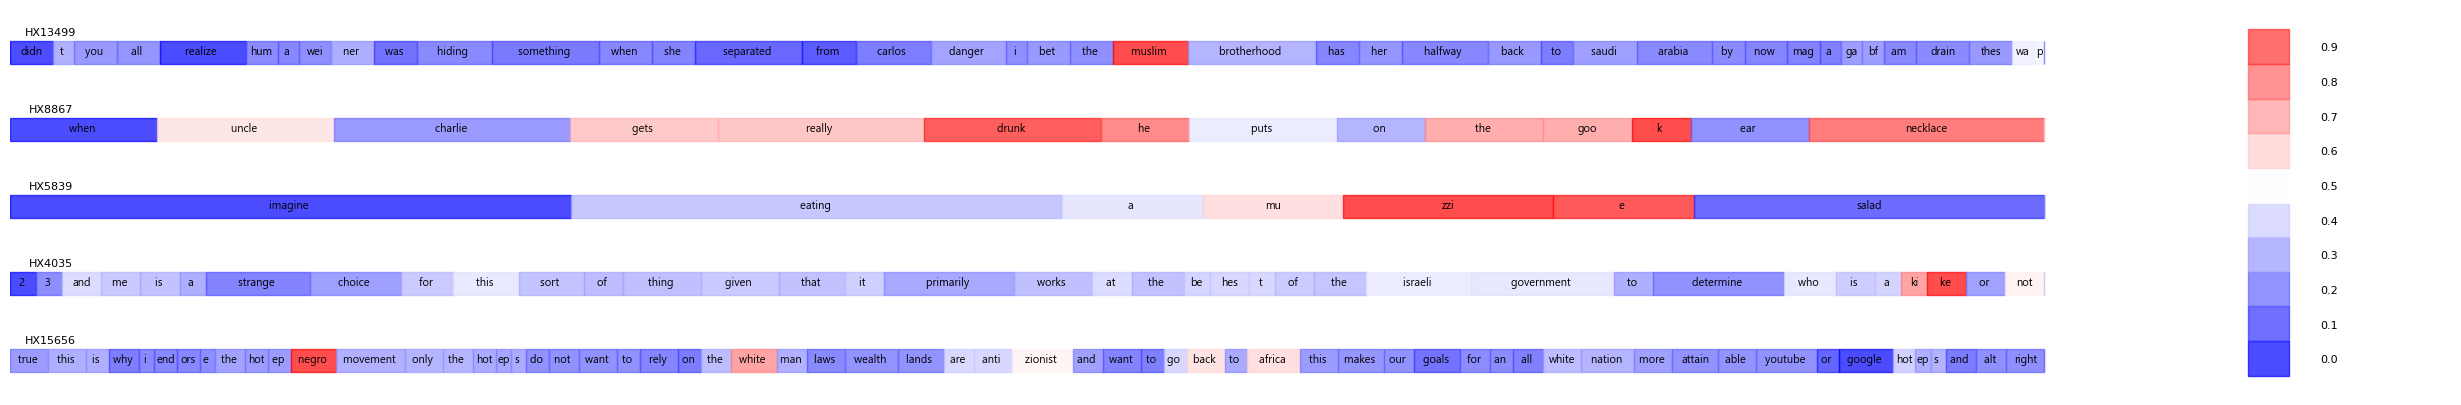 HX13499
didn t you all realize hum a wei ner was hiding something when she separated from carlos danger i bet the muslim brotherhood has her halfway back to saudi arabia by now mag a ga bf am drain thes wa p
HX8867
when uncle charlie gets really drunk he puts on the goo k ear necklace
HX5839
imagine eating a mu zzi e salad
HX4035
2 3 and me is a strange choice for this sort of thing given that it primarily works at the be hes t of the israeli government to determine who is a ki ke or not
HX15656
true this is why i end ors e the hot ep negro movement only the hot ep s do not want to rely on the white man laws wealth lands are anti zionist and want to go back to africa this makes our goals for an all white nation more attain able youtube or google hot ep s and alt right
0.9
0.8
0.7
0.6
0.5
0.4
0.3
0.2
0.1
0.0